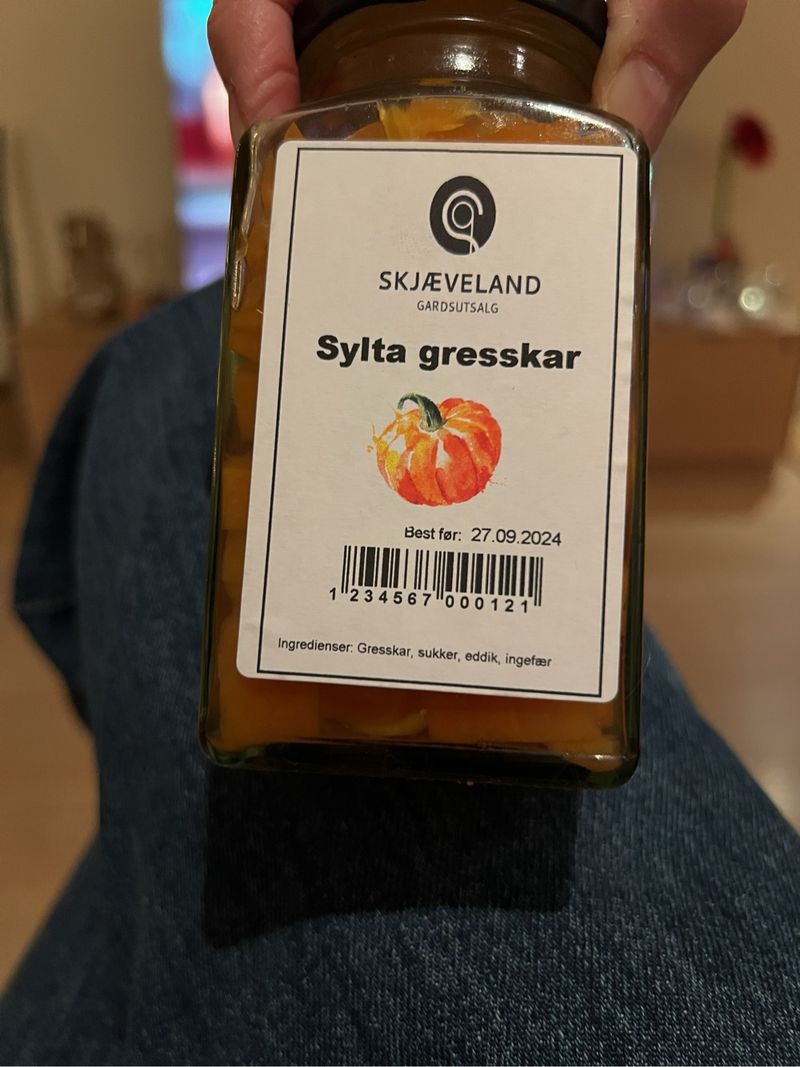 SKJÆVELAND
GARDSUTSALG
Sylta gresskar
Best før: 27.09.2024
1 234567 000121
Ingredienser: Gresskar, sukker, eddik, ingefær